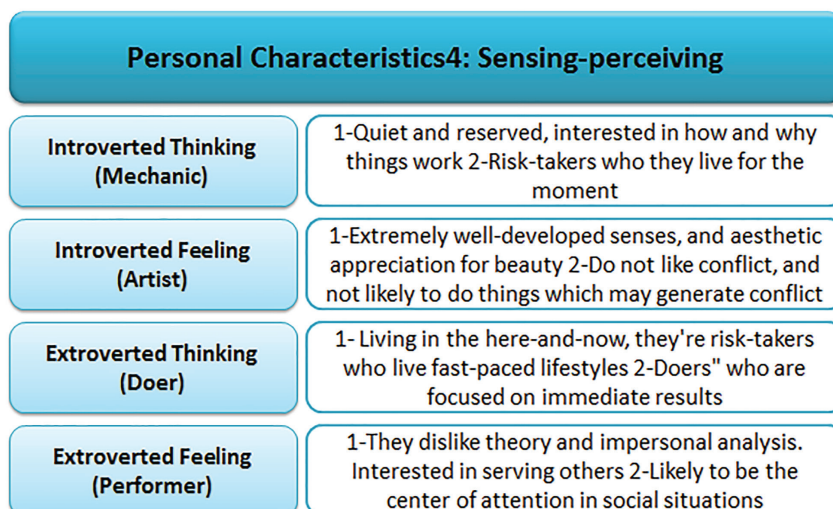 Personal Characteristics4: Sensing-perceiving
Introverted Thinking
(Mechanic)
1-Quiet and reserved, interested in how and why
things work 2-Risk-takers who they live for the
moment
Introverted Feeling
(Artist)
1-Extremely well-developed senses, and aesthetic
appreciation for beauty 2-Do not like conflict, and
not likely to do things which may generate conflict
Extroverted Thinking
(Doer)
1- Living in the here-and-now, they're risk-takers
who live fast-paced lifestyles 2-Doers" who are
focused on immediate results
Extroverted Feeling
(Performer)
1-They dislike theory and impersonal analysis.
Interested in serving others 2-Likely to be the
center of attention in social situations